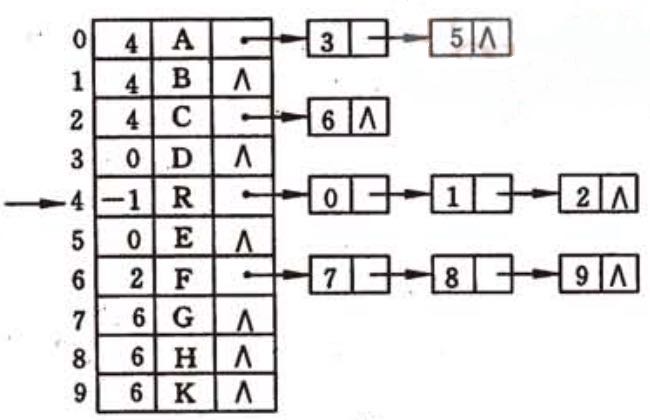 0 4 A 3 5 ∧
1 4 B ∧
2 4 C 6 ∧
3 0 D ∧
4 -1 R 0 1 2 ∧
5 0 E ∧
6 2 F 7 8 9 ∧
7 6 G ∧
8 6 H ∧
9 6 K ∧